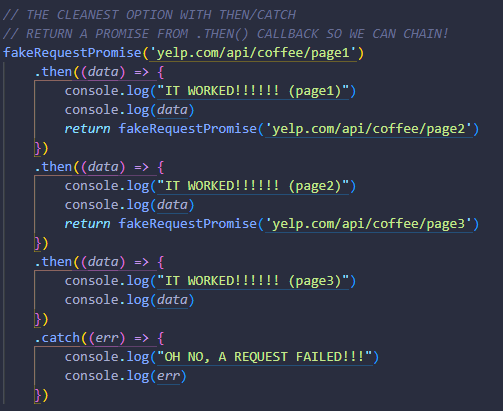 // THE CLEANEST OPTION WITH THEN/CATCH
// RETURN A PROMISE FROM .THEN() CALLBACK SO WE CAN CHAIN!
fakeRequestPromise('yelp.com/api/coffee/page1')
    .then((data) => {
        console.log("IT WORKED!!!!!! (page1)")
        console.log(data)
        return fakeRequestPromise('yelp.com/api/coffee/page2')
    })
    .then((data) => {
        console.log("IT WORKED!!!!!! (page2)")
        console.log(data)
        return fakeRequestPromise('yelp.com/api/coffee/page3')
    })
    .then((data) => {
        console.log("IT WORKED!!!!!! (page3)")
        console.log(data)
    })
    .catch((err) => {
        console.log("OH NO, A REQUEST FAILED!!!")
        console.log(err)
    })